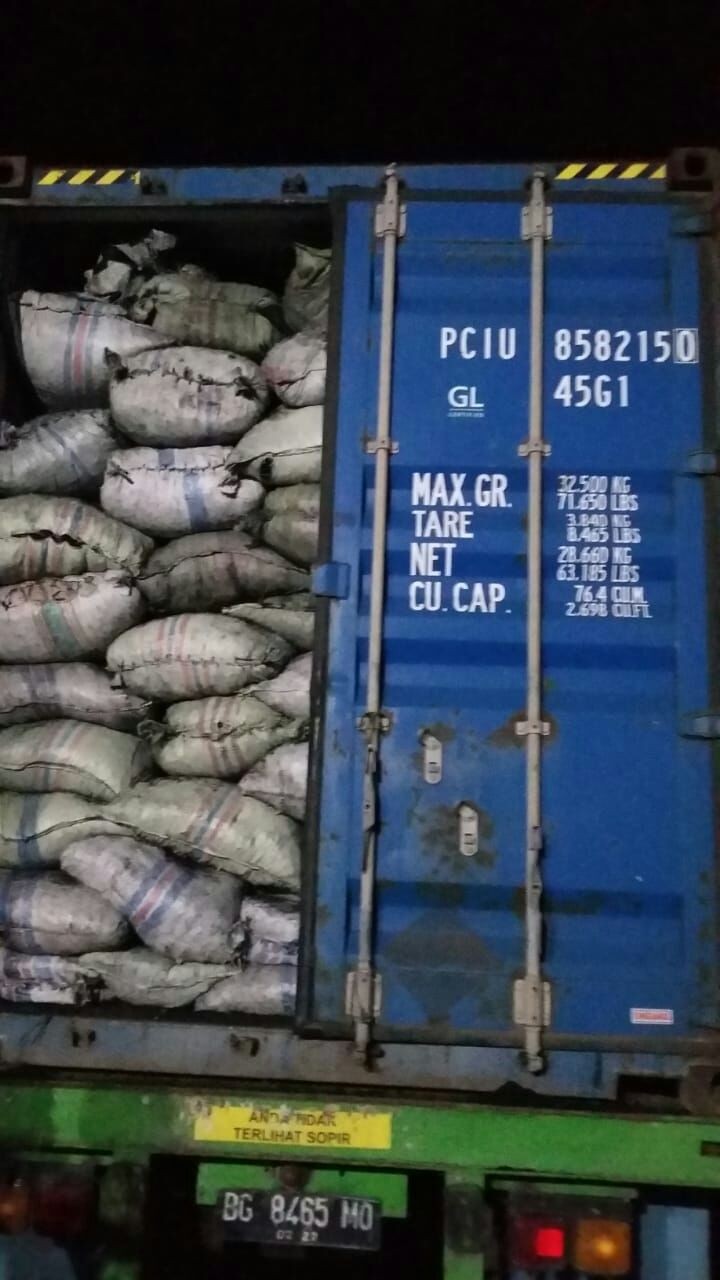 PCIU 858215 0
GL
45G1
MAX.GR. 32.500 KG
71.650 LBS
TARE 3.840 KG
8.465 LBS
NET 28.660 KG
63.185 LBS
CU. CAP. 76.4 CU.M.
2.698 CU.FT.
ANDA TIDAK
TERLIHAT SOPIR
BG 8465 MO